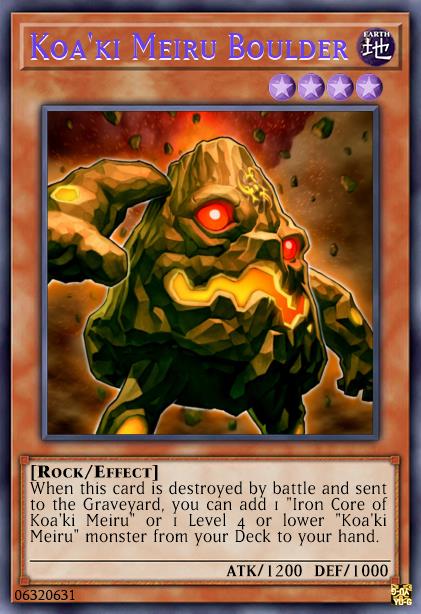 Koa'ki Meiru Boulder
EARTH
地
[Rock/Effect]
When this card is destroyed by battle and sent
to the Graveyard, you can add 1 "Iron Core of
Koa'ki Meiru" or 1 Level 4 or lower "Koa'ki
Meiru" monster from your Deck to your hand.
ATK/1200 DEF/1000
06320631